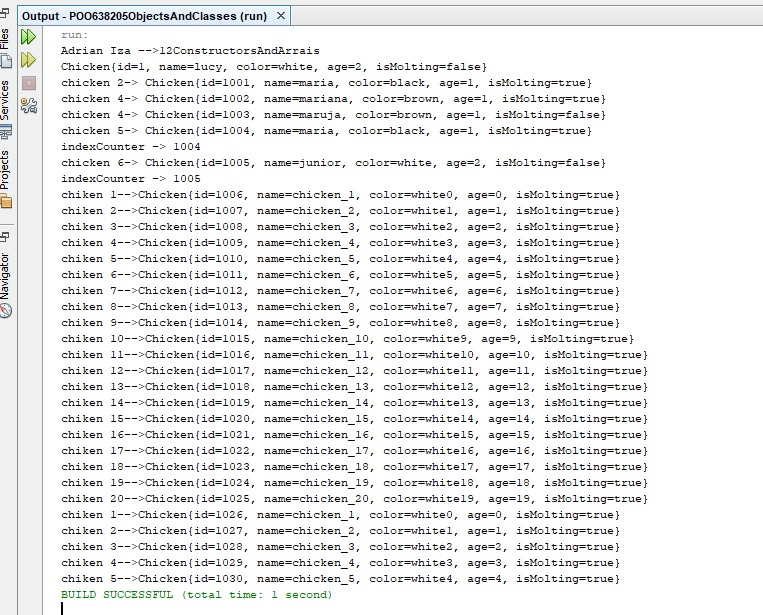 Output - POO638205ObjectsAndClasses (run) ×
Files
Services
Projects
Navigator
run:
Adrian Iza -->12ConstructorsAndArrais
Chicken{id=1, name=lucy, color=white, age=2, isMolting=false}
chicken 2-> Chicken{id=1001, name=maria, color=black, age=1, isMolting=true}
chicken 4-> Chicken{id=1002, name=mariana, color=brown, age=1, isMolting=true}
chicken 4-> Chicken{id=1003, name=maruja, color=brown, age=1, isMolting=false}
chicken 5-> Chicken{id=1004, name=maria, color=black, age=1, isMolting=true}
indexCounter -> 1004
chicken 6-> Chicken{id=1005, name=junior, color=white, age=2, isMolting=false}
indexCounter -> 1005
chiken 1-->Chicken{id=1006, name=chicken_1, color=white0, age=0, isMolting=true}
chiken 2-->Chicken{id=1007, name=chicken_2, color=white1, age=1, isMolting=true}
chiken 3-->Chicken{id=1008, name=chicken_3, color=white2, age=2, isMolting=true}
chiken 4-->Chicken{id=1009, name=chicken_4, color=white3, age=3, isMolting=true}
chiken 5-->Chicken{id=1010, name=chicken_5, color=white4, age=4, isMolting=true}
chiken 6-->Chicken{id=1011, name=chicken_6, color=white5, age=5, isMolting=true}
chiken 7-->Chicken{id=1012, name=chicken_7, color=white6, age=6, isMolting=true}
chiken 8-->Chicken{id=1013, name=chicken_8, color=white7, age=7, isMolting=true}
chiken 9-->Chicken{id=1014, name=chicken_9, color=white8, age=8, isMolting=true}
chiken 10-->Chicken{id=1015, name=chicken_10, color=white9, age=9, isMolting=true}
chiken 11-->Chicken{id=1016, name=chicken_11, color=white10, age=10, isMolting=true}
chiken 12-->Chicken{id=1017, name=chicken_12, color=white11, age=11, isMolting=true}
chiken 13-->Chicken{id=1018, name=chicken_13, color=white12, age=12, isMolting=true}
chiken 14-->Chicken{id=1019, name=chicken_14, color=white13, age=13, isMolting=true}
chiken 15-->Chicken{id=1020, name=chicken_15, color=white14, age=14, isMolting=true}
chiken 16-->Chicken{id=1021, name=chicken_16, color=white15, age=15, isMolting=true}
chiken 17-->Chicken{id=1022, name=chicken_17, color=white16, age=16, isMolting=true}
chiken 18-->Chicken{id=1023, name=chicken_18, color=white17, age=17, isMolting=true}
chiken 19-->Chicken{id=1024, name=chicken_19, color=white18, age=18, isMolting=true}
chiken 20-->Chicken{id=1025, name=chicken_20, color=white19, age=19, isMolting=true}
chiken 1-->Chicken{id=1026, name=chicken_1, color=white0, age=0, isMolting=true}
chiken 2-->Chicken{id=1027, name=chicken_2, color=white1, age=1, isMolting=true}
chiken 3-->Chicken{id=1028, name=chicken_3, color=white2, age=2, isMolting=true}
chiken 4-->Chicken{id=1029, name=chicken_4, color=white3, age=3, isMolting=true}
chiken 5-->Chicken{id=1030, name=chicken_5, color=white4, age=4, isMolting=true}
BUILD SUCCESSFUL (total time: 1 second)